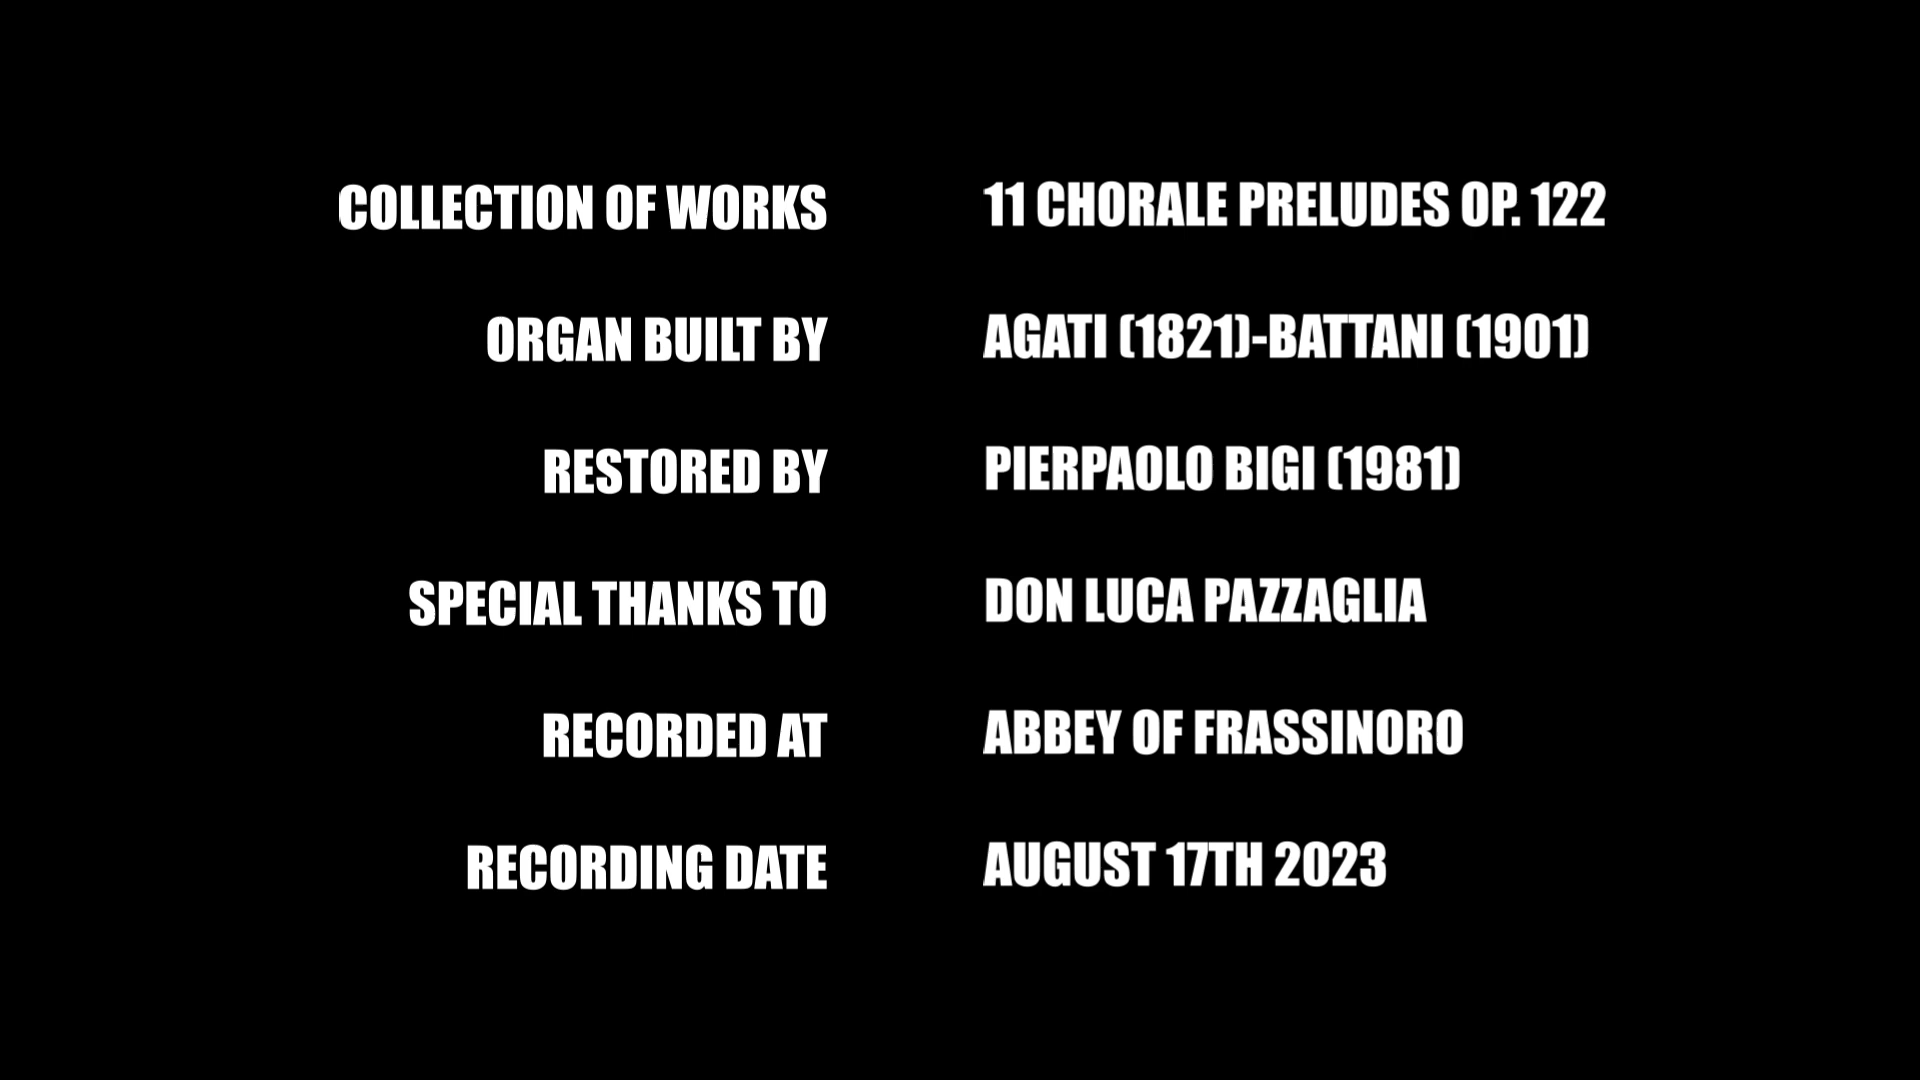 COLLECTION OF WORKS 11 CHORALE PRELUDES OP. 122
ORGAN BUILT BY AGATI (1821)-BATTANI (1901)
RESTORED BY PIERPAOLO BIGI (1981)
SPECIAL THANKS TO DON LUCA PAZZAGLIA
RECORDED AT ABBEY OF FRASSINORO
RECORDING DATE AUGUST 17TH 2023